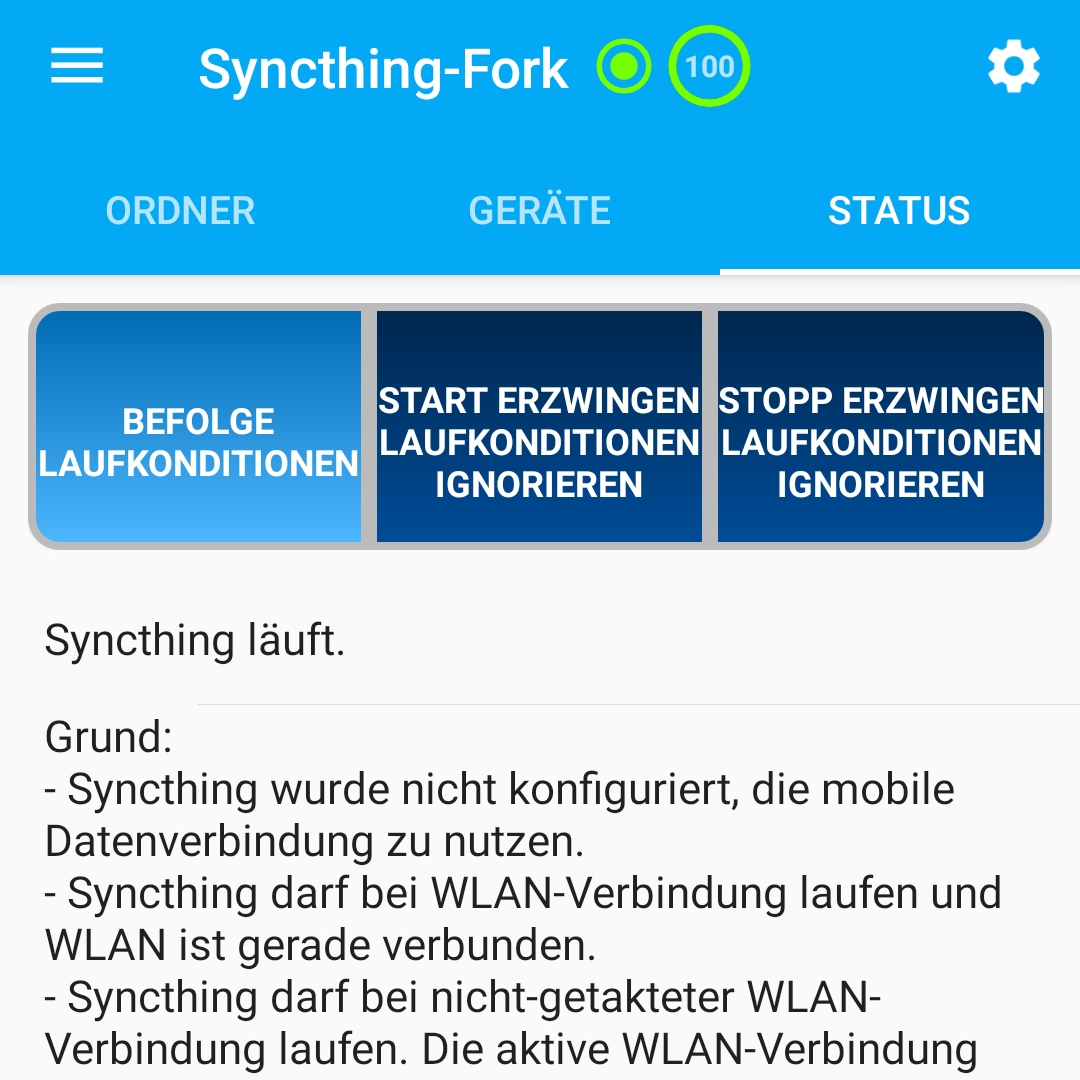 Syncthing-Fork 100
ORDNER GERÄTE STATUS
BEFOLGE
LAUFKONDITIONEN
START ERZWINGEN
LAUFKONDITIONEN
IGNORIEREN
STOPP ERZWINGEN
LAUFKONDITIONEN
IGNORIEREN
Syncthing läuft.
Grund:
- Syncthing wurde nicht konfiguriert, die mobile
Datenverbindung zu nutzen.
- Syncthing darf bei WLAN-Verbindung laufen und
WLAN ist gerade verbunden.
- Syncthing darf bei nicht-getakteter WLAN-
Verbindung laufen. Die aktive WLAN-Verbindung